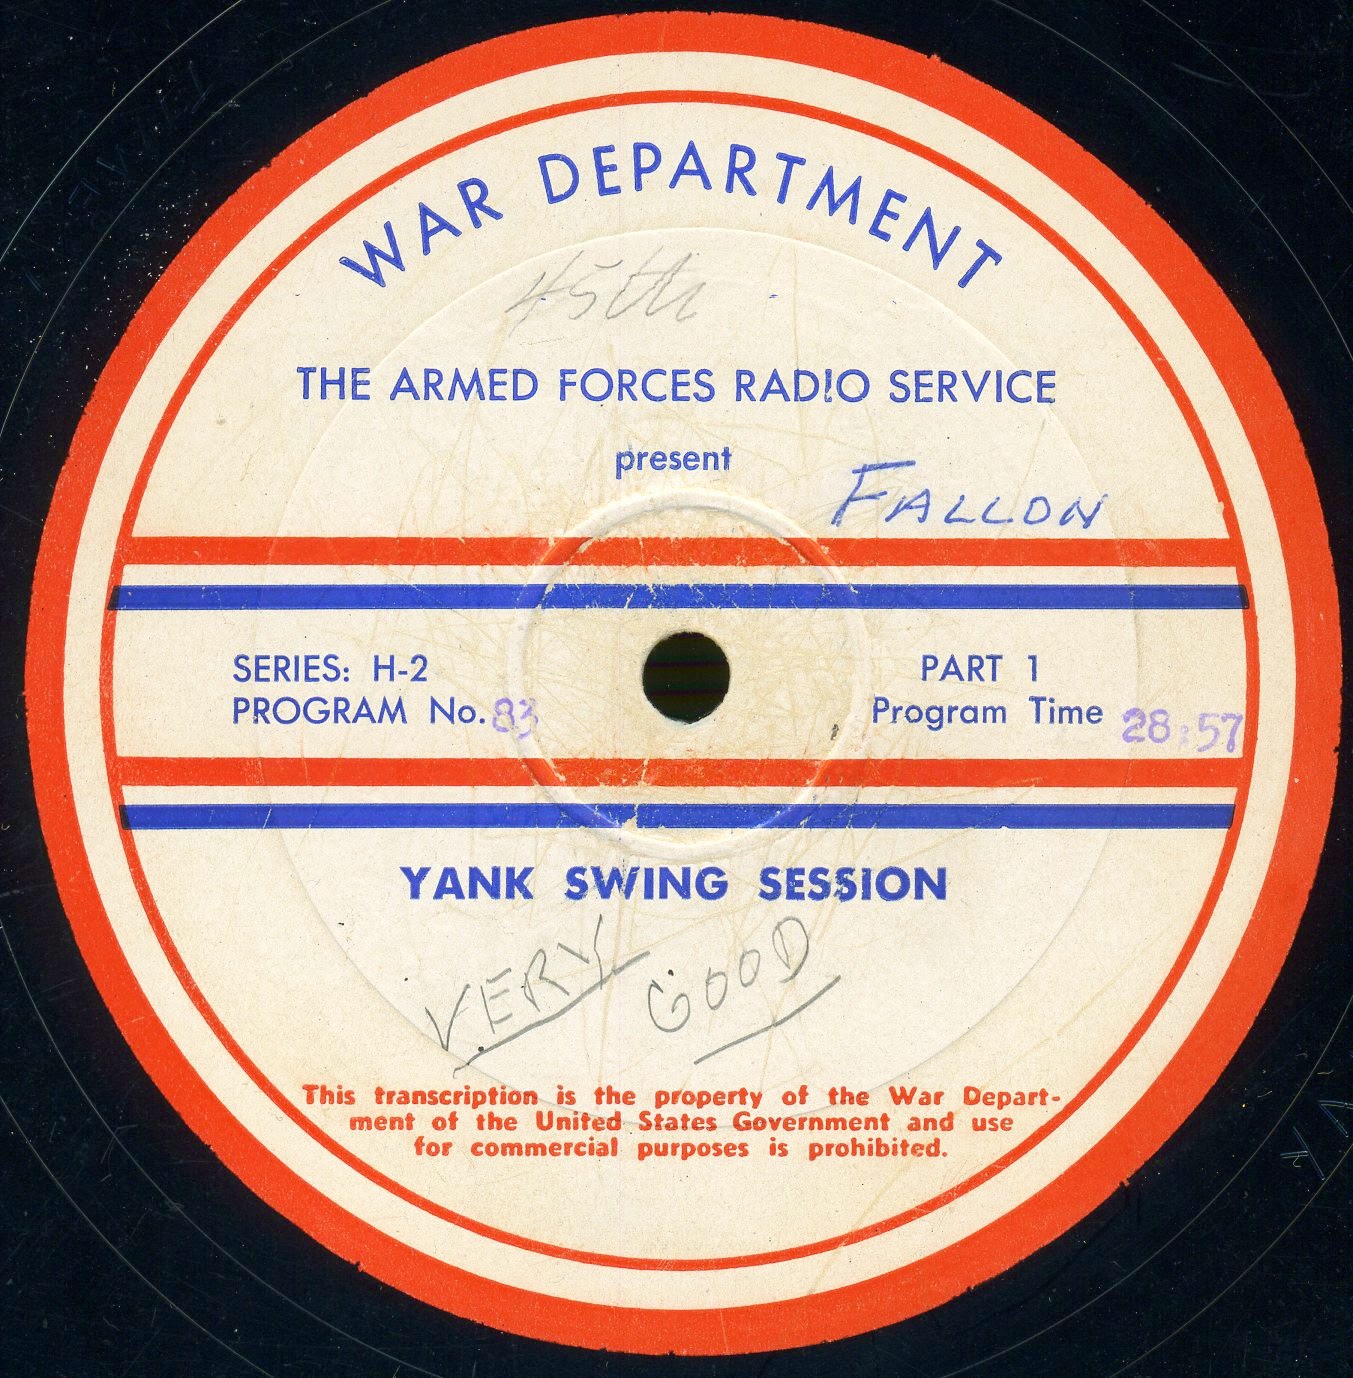 WAR DEPARTMENT
45th
THE ARMED FORCES RADIO SERVICE
present
FALLON
SERIES: H-2
PROGRAM No. 83
PART 1
Program Time 28:57
YANK SWING SESSION
VERY GOOD
This transcription is the property of the War Depart-
ment of the United States Government and use
for commercial purposes is prohibited.